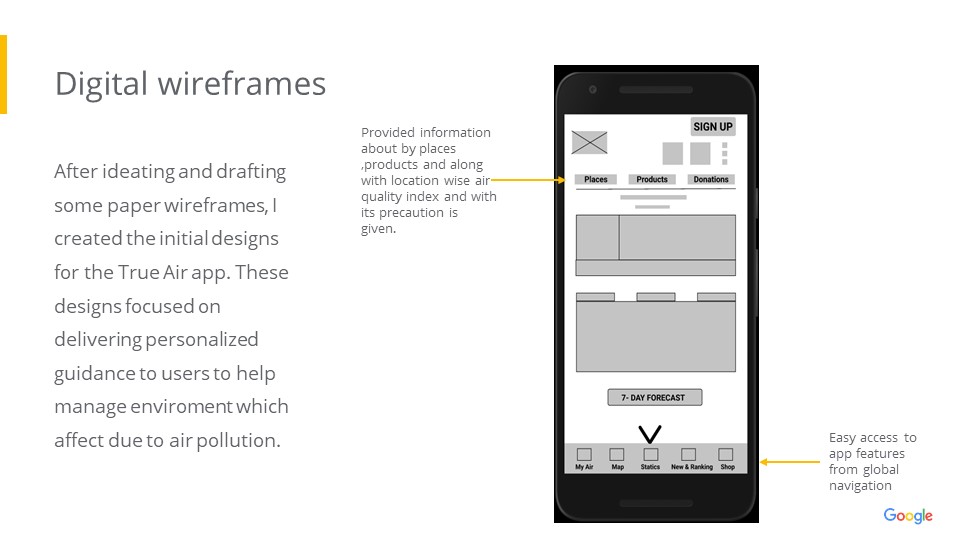 Digital wireframes
After ideating and drafting
some paper wireframes, I
created the initial designs
for the True Air app. These
designs focused on
delivering personalized
guidance to users to help
manage enviroment which
affect due to air pollution.
Provided information
about by places
,products and along
with location wise air
quality index and with
its precaution is
given.
SIGN UP
Places Products Donations
7- DAY FORECAST
My Air Map Statics New & Ranking Shop
Easy access to
app features
from global
navigation
Google